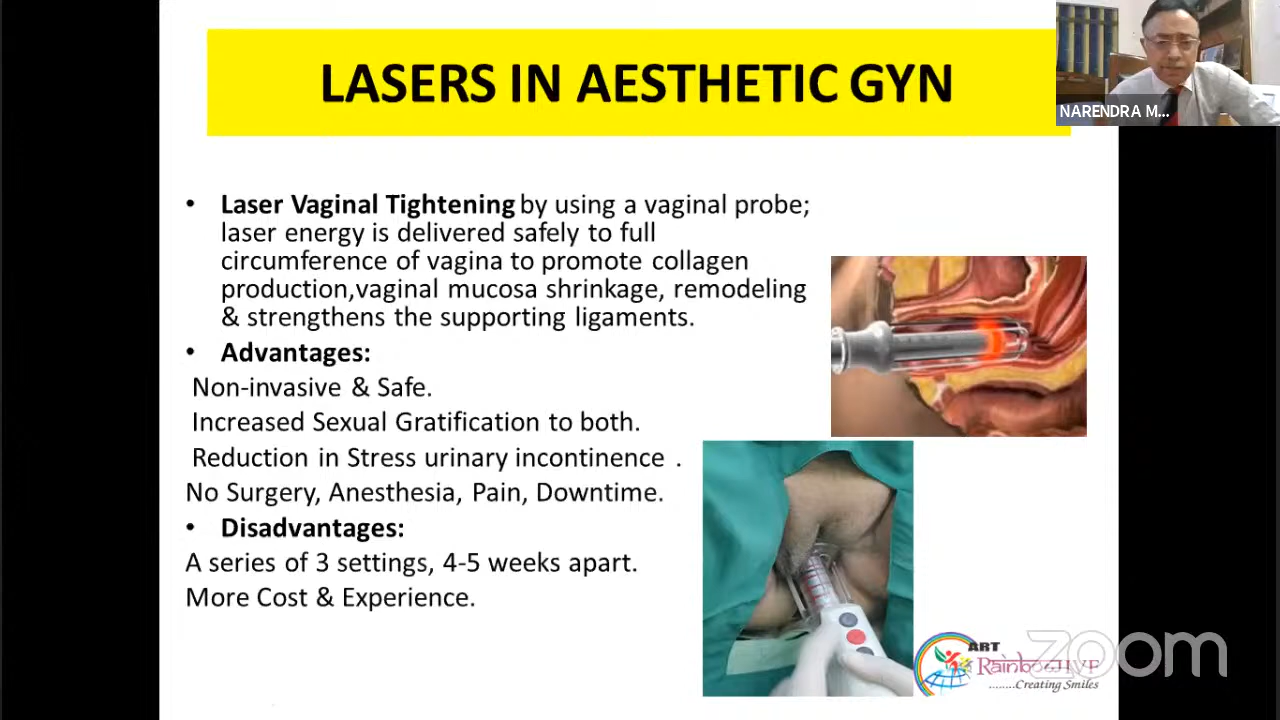 LASERS IN AESTHETIC GYN
NARENDRA M...
• Laser Vaginal Tightening by using a vaginal probe;
laser energy is delivered safely to full
circumference of vagina to promote collagen
production,vaginal mucosa shrinkage, remodeling
& strengthens the supporting ligaments.
• Advantages:
Non-invasive & Safe.
Increased Sexual Gratification to both.
Reduction in Stress urinary incontinence .
No Surgery, Anesthesia, Pain, Downtime.
• Disadvantages:
A series of 3 settings, 4-5 weeks apart.
More Cost & Experience.
ART
Rainbow IVF
........Creating Smiles
zoom